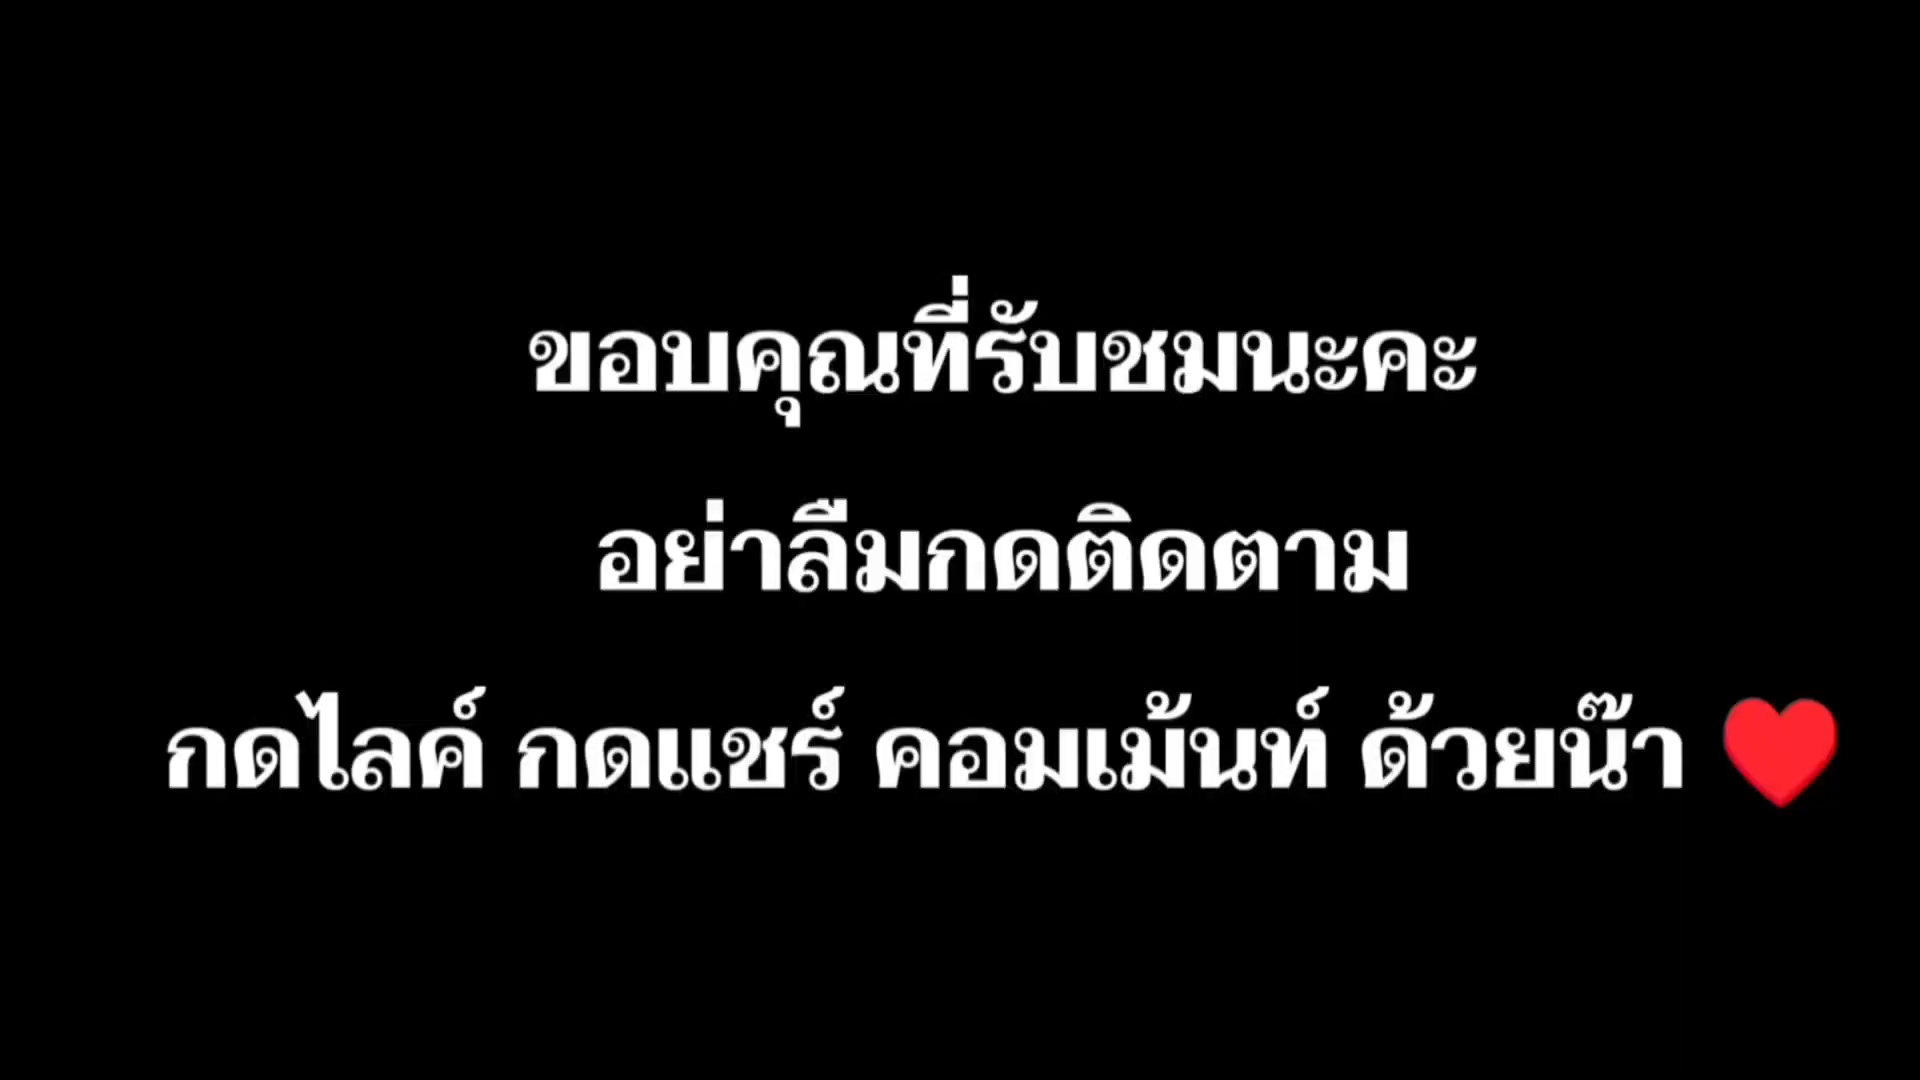 ขอบคุณที่รับชมนะคะ
อย่าลืมกดติดตาม
กดไลค์ กดแชร์ คอมเม้นท์ ด้วยน๊า ♥